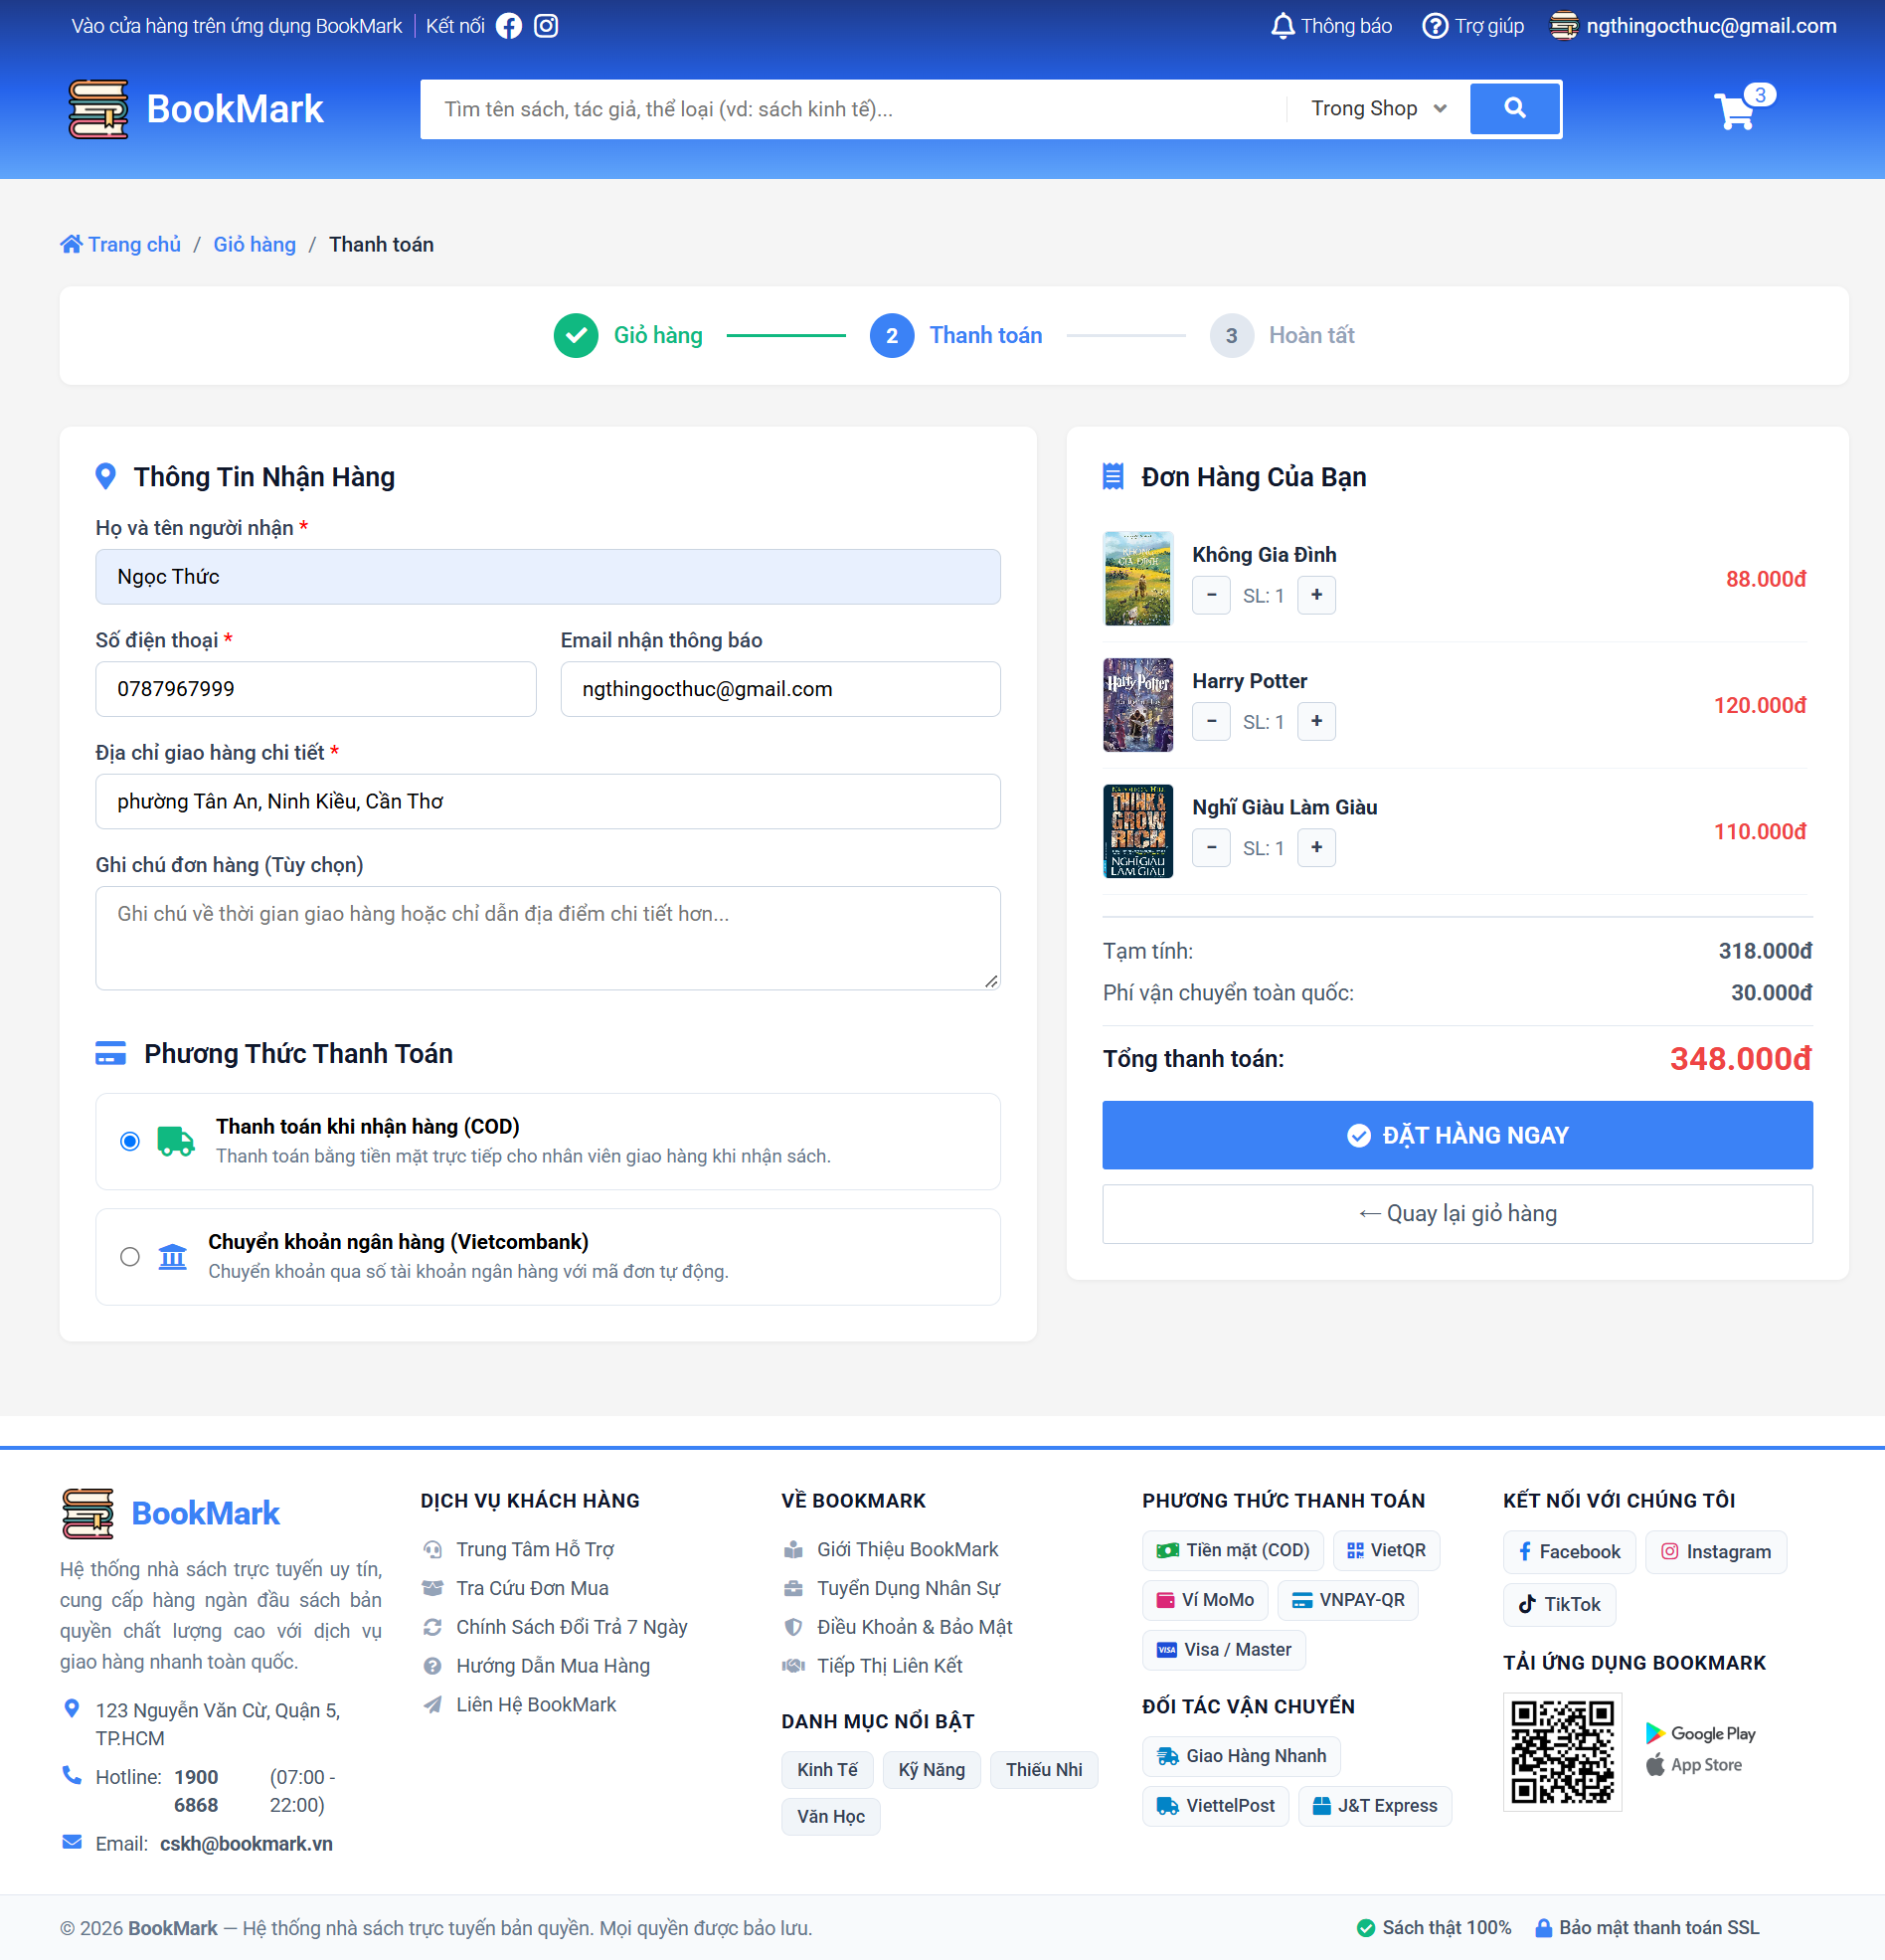 Vào cửa hàng trên ứng dụng BookMark
Kết nối
Thông báo
Trợ giúp
ngthingocthuc@gmail.com
BookMark
Tìm tên sách, tác giả, thể loại (vd: sách kinh tế)...
Trong Shop
3
Trang chủ / Giỏ hàng / Thanh toán
Giỏ hàng
2 Thanh toán
3 Hoàn tất
Thông Tin Nhận Hàng
Họ và tên người nhận *
Ngọc Thức
Số điện thoại *
0787967999
Email nhận thông báo
ngthingocthuc@gmail.com
Địa chỉ giao hàng chi tiết *
phường Tân An, Ninh Kiều, Cần Thơ
Ghi chú đơn hàng (Tùy chọn)
Ghi chú về thời gian giao hàng hoặc chỉ dẫn địa điểm chi tiết hơn...
Phương Thức Thanh Toán
Thanh toán khi nhận hàng (COD)
Thanh toán bằng tiền mặt trực tiếp cho nhân viên giao hàng khi nhận sách.
Chuyển khoản ngân hàng (Vietcombank)
Chuyển khoản qua số tài khoản ngân hàng với mã đơn tự động.
Đơn Hàng Của Bạn
KHÔNG
GIA ĐÌNH
Không Gia Đình
- SL: 1 +
88.000đ
Harry Potter
Harry Potter
- SL: 1 +
120.000đ
THINK &
GROW
RICH
NGHĨ GIÀU
LÀM GIÀU
Nghĩ Giàu Làm Giàu
- SL: 1 +
110.000đ
Tạm tính: 318.000đ
Phí vận chuyển toàn quốc: 30.000đ
Tổng thanh toán: 348.000đ
ĐẶT HÀNG NGAY
← Quay lại giỏ hàng
BookMark
Hệ thống nhà sách trực tuyến uy tín,
cung cấp hàng ngàn đầu sách bản
quyền chất lượng cao với dịch vụ
giao hàng nhanh toàn quốc.
123 Nguyễn Văn Cừ, Quận 5,
TP.HCM
Hotline: 1900 6868 (07:00 - 22:00)
Email: cskh@bookmark.vn
DỊCH VỤ KHÁCH HÀNG
Trung Tâm Hỗ Trợ
Tra Cứu Đơn Mua
Chính Sách Đổi Trả 7 Ngày
Hướng Dẫn Mua Hàng
Liên Hệ BookMark
VỀ BOOKMARK
Giới Thiệu BookMark
Tuyển Dụng Nhân Sự
Điều Khoản & Bảo Mật
Tiếp Thị Liên Kết
DANH MỤC NỔI BẬT
Kinh Tế
Kỹ Năng
Thiếu Nhi
Văn Học
PHƯƠNG THỨC THANH TOÁN
Tiền mặt (COD)
VietQR
Ví MoMo
VNPAY-QR
VISA
Visa / Master
ĐỐI TÁC VẬN CHUYỂN
Giao Hàng Nhanh
ViettelPost
J&T Express
KẾT NỐI VỚI CHÚNG TÔI
Facebook
Instagram
TikTok
TẢI ỨNG DỤNG BOOKMARK
Google Play
App Store
© 2026 BookMark — Hệ thống nhà sách trực tuyến bản quyền. Mọi quyền được bảo lưu.
Sách thật 100%
Bảo mật thanh toán SSL